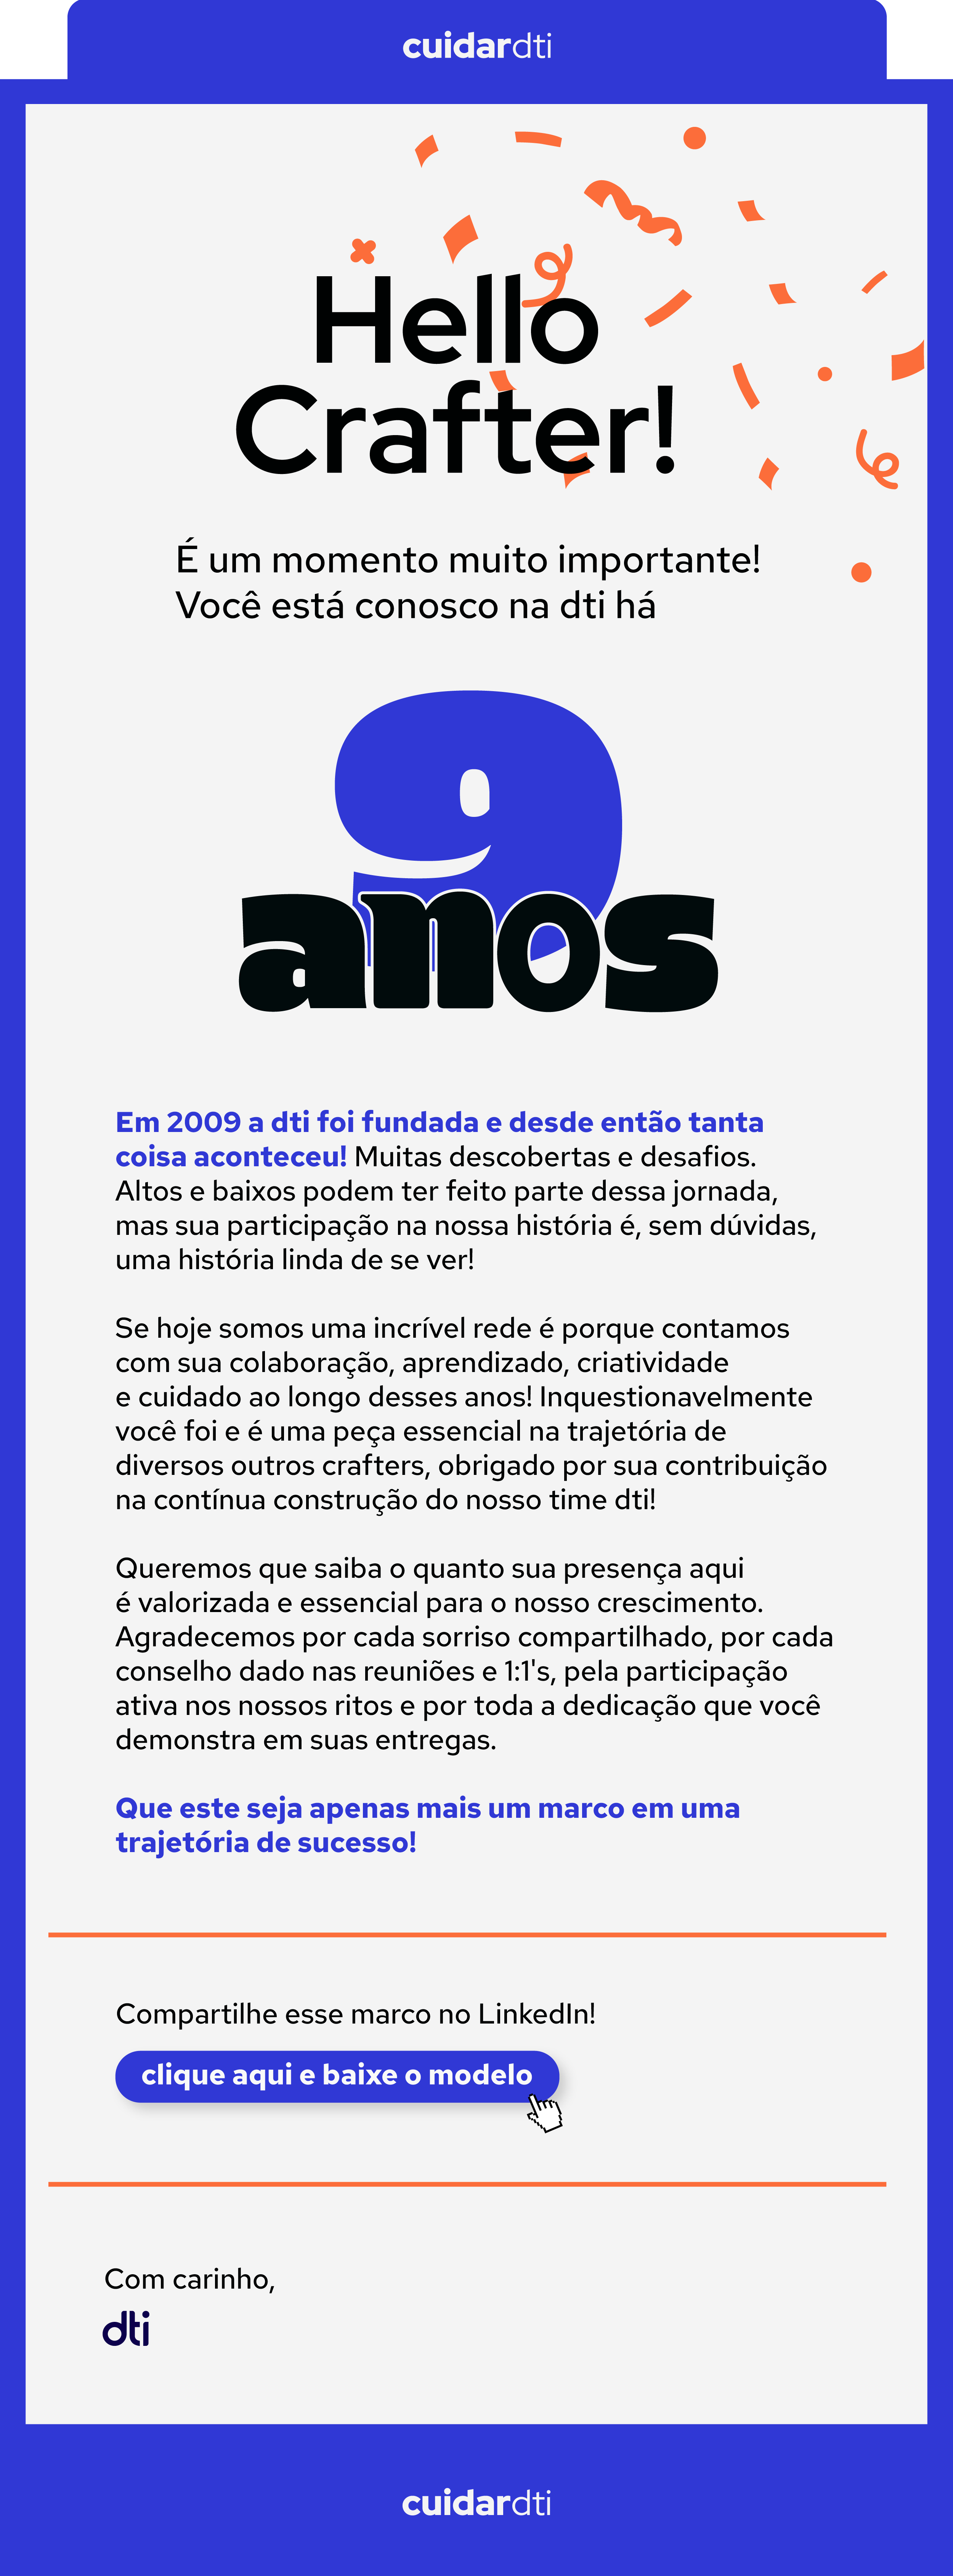 cuidardti
Hello
Crafter!
É um momento muito importante!
Você está conosco na dti há
9
anos
Em 2009 a dti foi fundada e desde então tanta
coisa aconteceu! Muitas descobertas e desafios.
Altos e baixos podem ter feito parte dessa jornada,
mas sua participação na nossa história é, sem dúvidas,
uma história linda de se ver!
Se hoje somos uma incrível rede é porque contamos
com sua colaboração, aprendizado, criatividade
e cuidado ao longo desses anos! Inquestionavelmente
você foi e é uma peça essencial na trajetória de
diversos outros crafters, obrigado por sua contribuição
na contínua construção do nosso time dti!
Queremos que saiba o quanto sua presença aqui
é valorizada e essencial para o nosso crescimento.
Agradecemos por cada sorriso compartilhado, por cada
conselho dado nas reuniões e 1:1's, pela participação
ativa nos nossos ritos e por toda a dedicação que você
demonstra em suas entregas.
Que este seja apenas mais um marco em uma
trajetória de sucesso!
Compartilhe esse marco no LinkedIn!
clique aqui e baixe o modelo
Com carinho,
dti
cuidardti